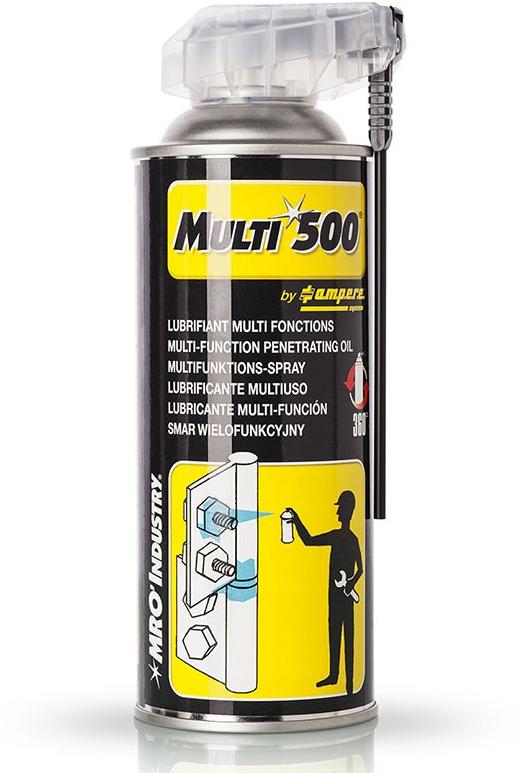 MULTI 500®
by ampere
system
LUBRIFIANT MULTI FONCTIONS
MULTI-FUNCTION PENETRATING OIL
MULTIFUNKTIONS-SPRAY
LUBRIFICANTE MULTIUSO
LUBRICANTE MULTI-FUNCIÓN
SMAR WIELOFUNKCYJNY
360°
MRO' INDUSTRY®